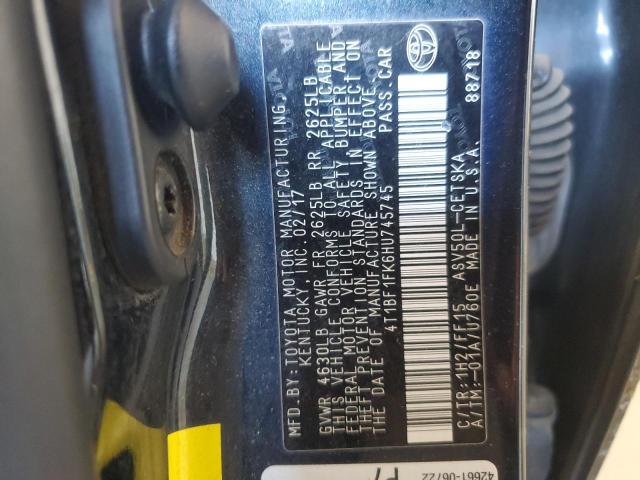 MFD.BY:TOYOTA MOTOR MANUFACTURING,
KENTUCKY, INC. 02/17
GVWR 4630LB GAWR FR 2625LB RR 2625LB
THIS VEHICLE CONFORMS TO ALL APPLICABLE
FEDERAL MOTOR VEHICLE SAFETY BUMPER, AND
THEFT PREVENTION STANDARDS IN EFFECT ON
THE DATE OF MANUFACTURE SHOWN ABOVE.
4T1BF1FK6HU745745 PASS.CAR
C/TR:1H2/FF15 ASV50L-CETSKA
A/TM:-01A/U760E MADE IN U.S.A.
88718
42661-06722